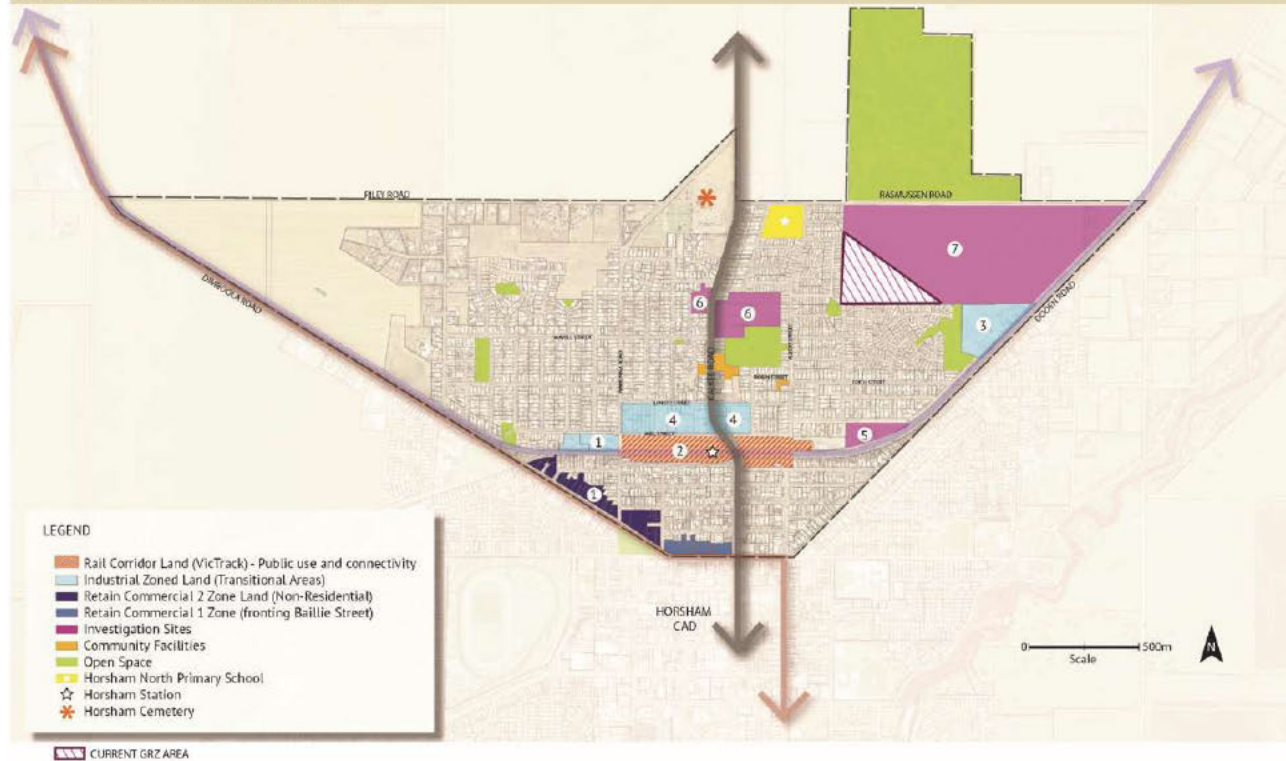 RILEY ROAD
RASMUSSEN ROAD
7
DIMBOOLA ROAD
6
6
3
DOOEN ROAD
4
4
1
2
5
1
LEGEND
Rail Corridor Land (VicTrack) - Public use and connectivity
Industrial Zoned Land (Transitional Areas)
Retain Commercial 2 Zone Land (Non-Residential)
Retain Commercial 1 Zone (fronting Baillie Street)
Investigation Sites
Community Facilities
Open Space
Horsham North Primary School
Horsham Station
Horsham Cemetery
HORSHAM
CAD
0 500m
Scale
N
CURRENT GRZ AREA